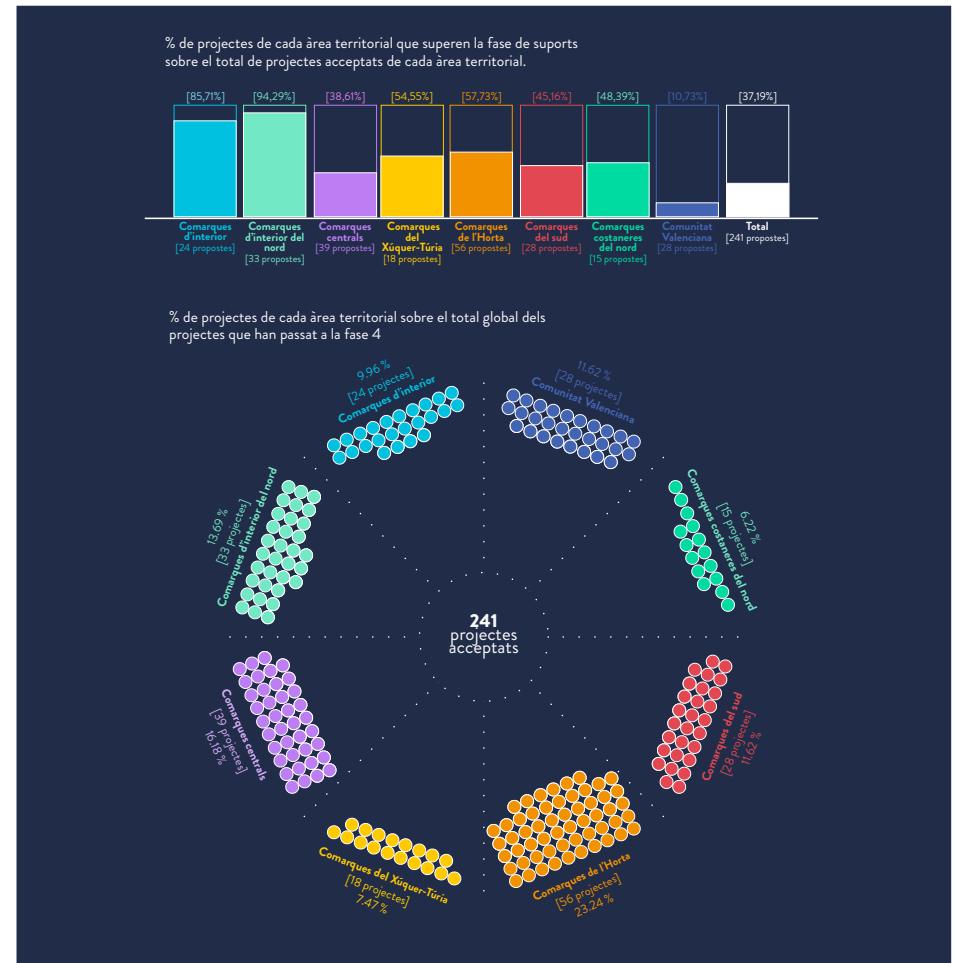 % de projectes de cada àrea territorial que superen la fase de suports
sobre el total de projectes acceptats de cada àrea territorial.
[85,71%]
[94,29%]
[38,61%]
[54,55%]
[57,73%]
[45,16%]
[48,39%]
[10,73%]
[37,19%]
Comarques
d'interior
[24 propostes]
Comarques
d'interior del
nord
[33 propostes]
Comarques
centrals
[39 propostes]
Comarques
del
Xúquer-Túria
[18 propostes]
Comarques
de l'Horta
[56 propostes]
Comarques
del sud
[28 propostes]
Comarques
costaneres
del nord
[15 propostes]
Comunitat
Valenciana
[28 propostes]
Total
[241 propostes]
% de projectes de cada àrea territorial sobre el total global dels
projectes que han passat a la fase 4
9.96 %
[24 projectes]
Comarques d'interior
11.62 %
[28 projectes]
Comunitat Valenciana
13.69 %
[33 projectes]
Comarques d'interior del nord
6.22 %
[15 projectes]
Comarques costaneres del nord
241
projectes
acceptats
Comarques centrals
[39 projectes]
16.18 %
Comarques del sud
[28 projectes]
11.62 %
Comarques del Xúquer-Túria
[18 projectes]
7.47 %
Comarques de l'Horta
[56 projectes]
23.24 %